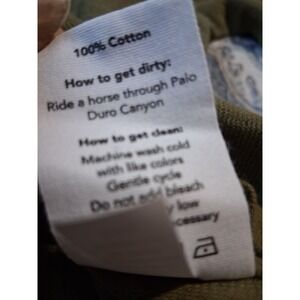 100% Cotton
How to get dirty:
Ride a horse through Palo
Duro Canyon
How to get clean:
Machine wash cold
with like colors
Gentle cycle
Do not add bleach
low